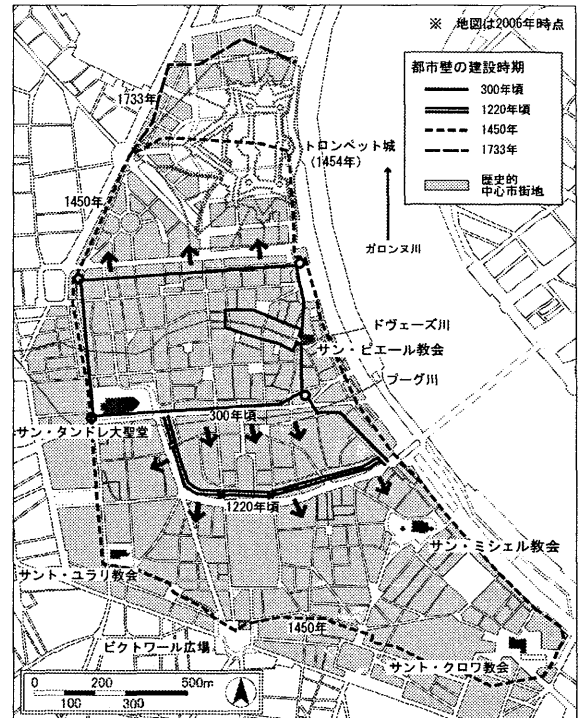 ※ 地図は2006年時点
都市壁の建設時期
300年頃
1220年頃
1450年
1733年
歴史的
中心市街地
1733年
トロンペット城
(1454年)
1450年
ガロンヌ川
ドヴェーズ川
サン・ピエール教会
プーグ川
300年頃
サン・タンドレ大聖堂
1220年頃
サン・ミシェル教会
サント・ユラリ教会
1450年
ビクトワール広場
サント・クロワ教会
0 200 500m
100 300